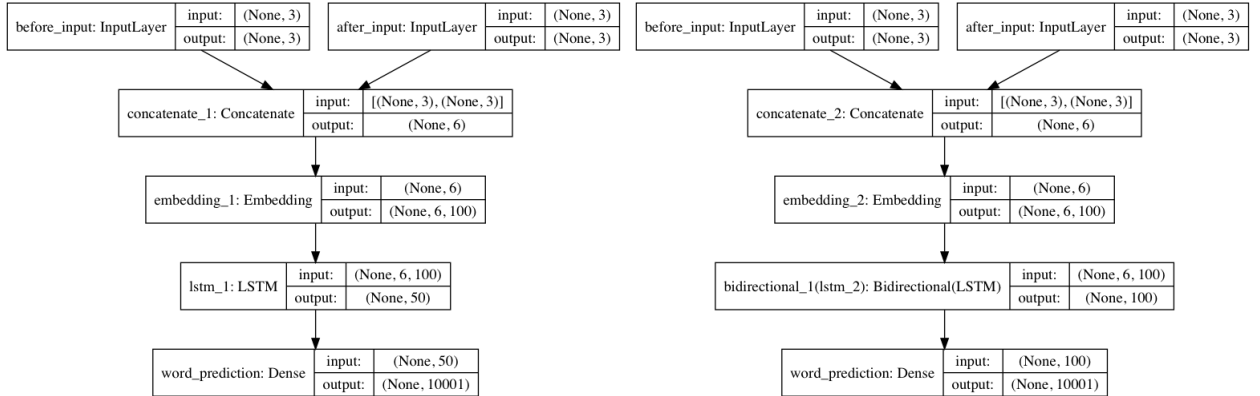 before_input: InputLayer input: (None, 3)
output: (None, 3)
after_input: InputLayer input: (None, 3)
output: (None, 3)
concatenate_1: Concatenate input: [(None, 3), (None, 3)]
output: (None, 6)
embedding_1: Embedding input: (None, 6)
output: (None, 6, 100)
lstm_1: LSTM input: (None, 6, 100)
output: (None, 50)
word_prediction: Dense input: (None, 50)
output: (None, 10001)
before_input: InputLayer input: (None, 3)
output: (None, 3)
after_input: InputLayer input: (None, 3)
output: (None, 3)
concatenate_2: Concatenate input: [(None, 3), (None, 3)]
output: (None, 6)
embedding_2: Embedding input: (None, 6)
output: (None, 6, 100)
bidirectional_1(lstm_2): Bidirectional(LSTM) input: (None, 6, 100)
output: (None, 100)
word_prediction: Dense input: (None, 100)
output: (None, 10001)